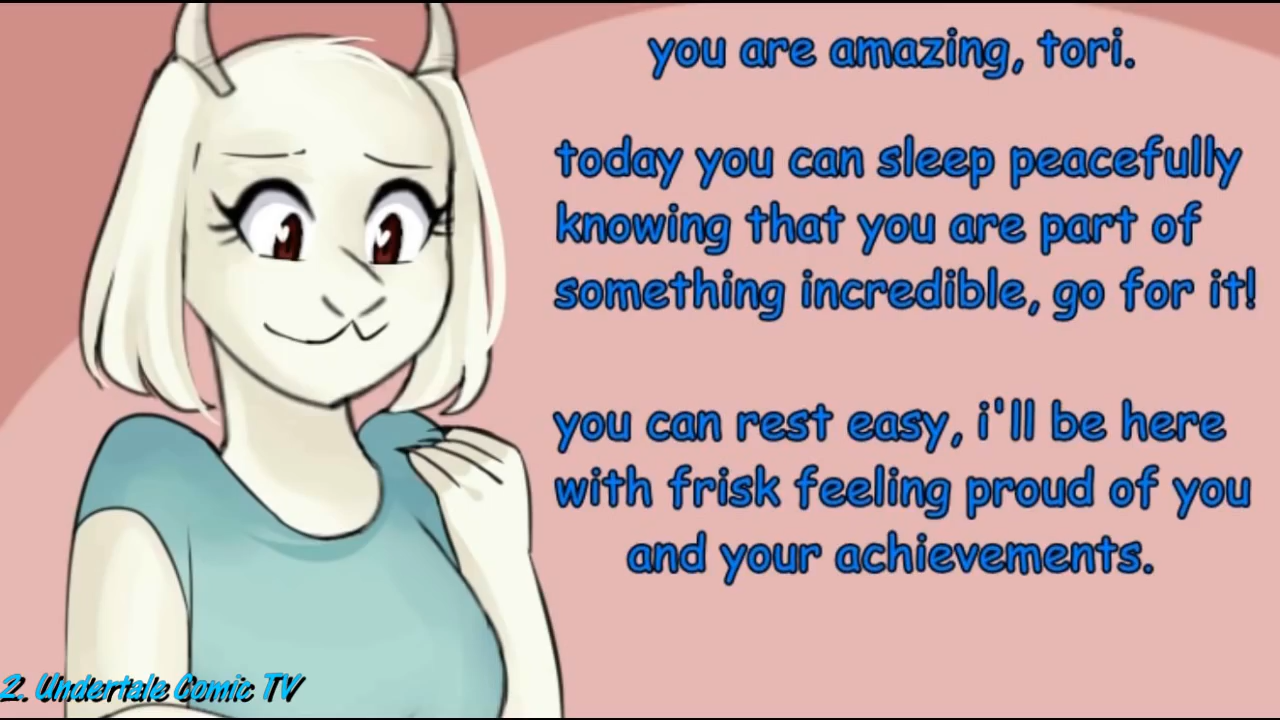 you are amazing, tori.
today you can sleep peacefully
knowing that you are part of
something incredible, go for it!
you can rest easy, i'll be here
with frisk feeling proud of you
and your achievements.
2. Undertale Comic TV